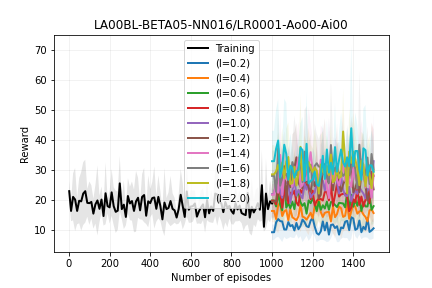 LA00BL-BETA05-NN016/LR0001-Ao00-Ai00
70
60
50
40
30
20
10
Reward
Training
(l=0.2)
(l=0.4)
(l=0.6)
(l=0.8)
(l=1.0)
(l=1.2)
(l=1.4)
(l=1.6)
(l=1.8)
(l=2.0)
0 200 400 600 800 1000 1200 1400
Number of episodes